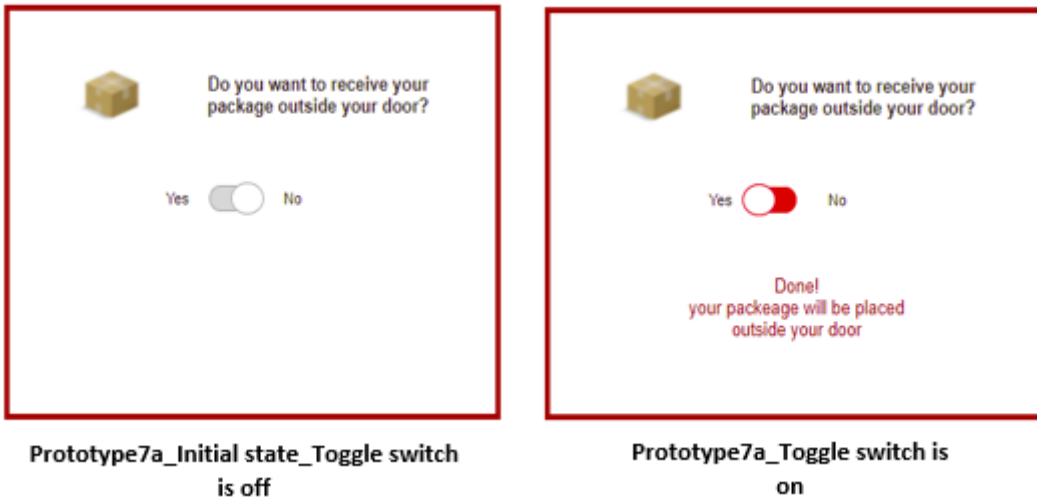 Do you want to receive your
package outside your door?
Yes
No
Prototype7a_Initial state_Toggle switch
is off
Do you want to receive your
package outside your door?
Yes
No
Done!
your packeage will be placed
outside your door
Prototype7a_Toggle switch is
on